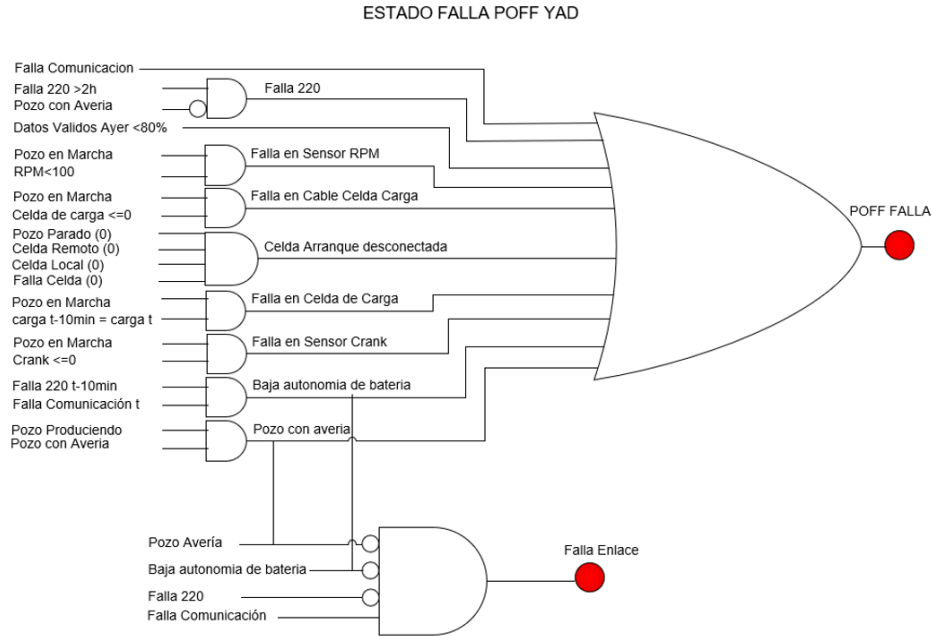 ESTADO FALLA POFF YAD
Falla Comunicacion
Falla 220 >2h
Pozo con Averia
Falla 220
Datos Validos Ayer <80%
Pozo en Marcha
RPM<100
Falla en Sensor RPM
Pozo en Marcha
Celda de carga <=0
Falla en Cable Celda Carga
Pozo Parado (0)
Celda Remoto (0)
Celda Local (0)
Falla Celda (0)
Celda Arranque desconectada
Pozo en Marcha
carga t-10min = carga t
Falla en Celda de Carga
Pozo en Marcha
Crank <=0
Falla en Sensor Crank
Falla 220 t-10min
Falla Comunicación t
Baja autonomia de bateria
Pozo Produciendo
Pozo con Averia
Pozo con averia
POFF FALLA
Pozo Avería
Baja autonomia de bateria
Falla 220
Falla Comunicación
Falla Enlace